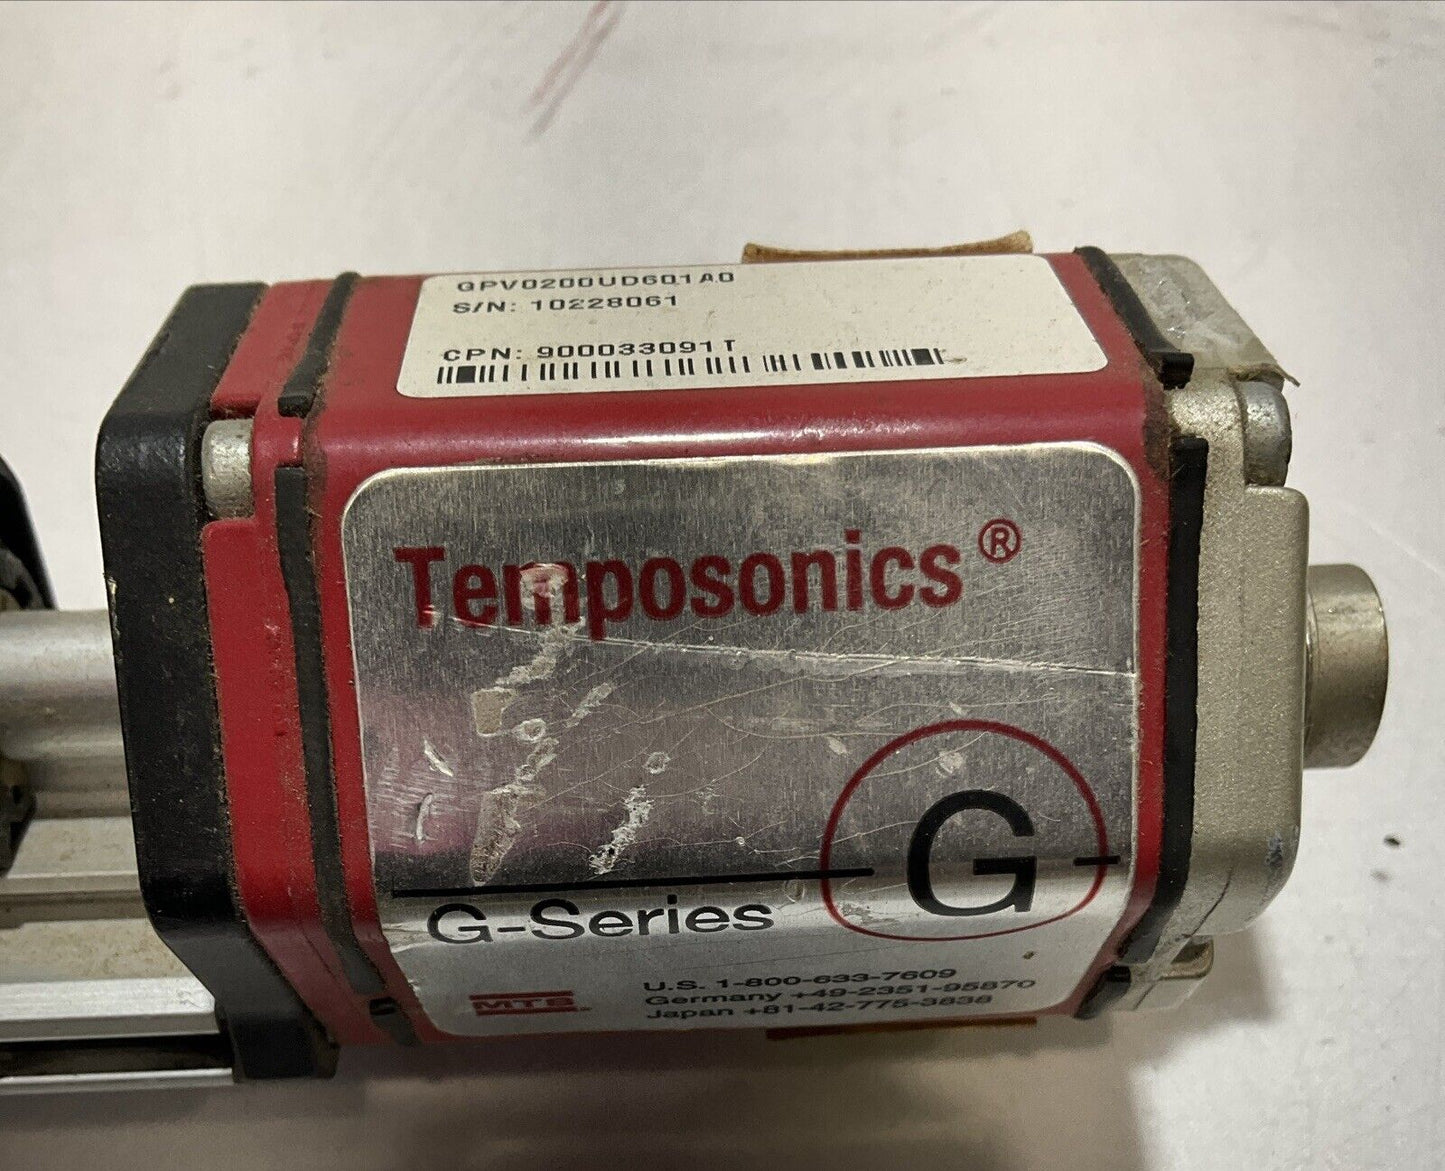 GPV0200UD601A0
S/N: 10228061
CPN: 900033091T
Temposonics®
G
G-Series
MTS
U.S. 1-800-633-7609
Germany +49-2351-95870
Japan +81-42-775-3838